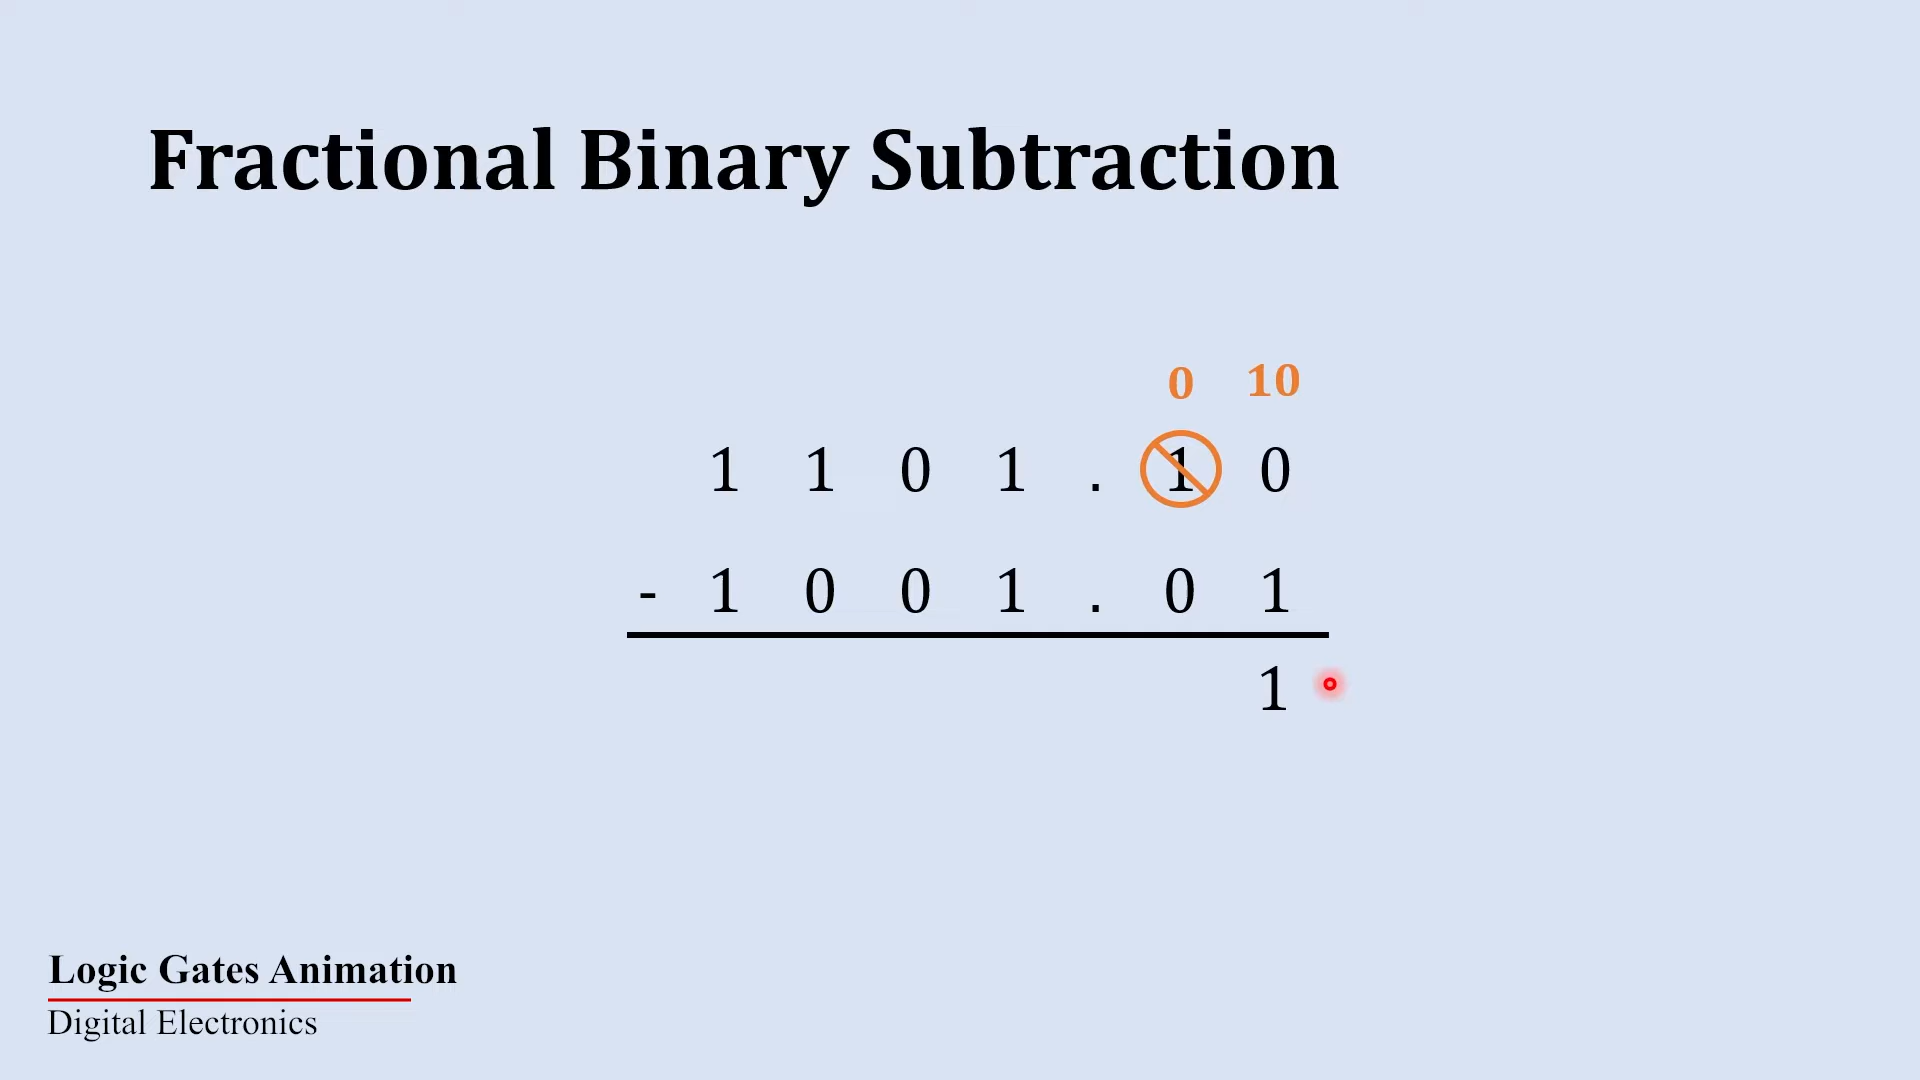 Fractional Binary Subtraction
0 10
1 1 0 1 . 1 0
- 1 0 0 1 . 0 1
1
Logic Gates Animation
Digital Electronics